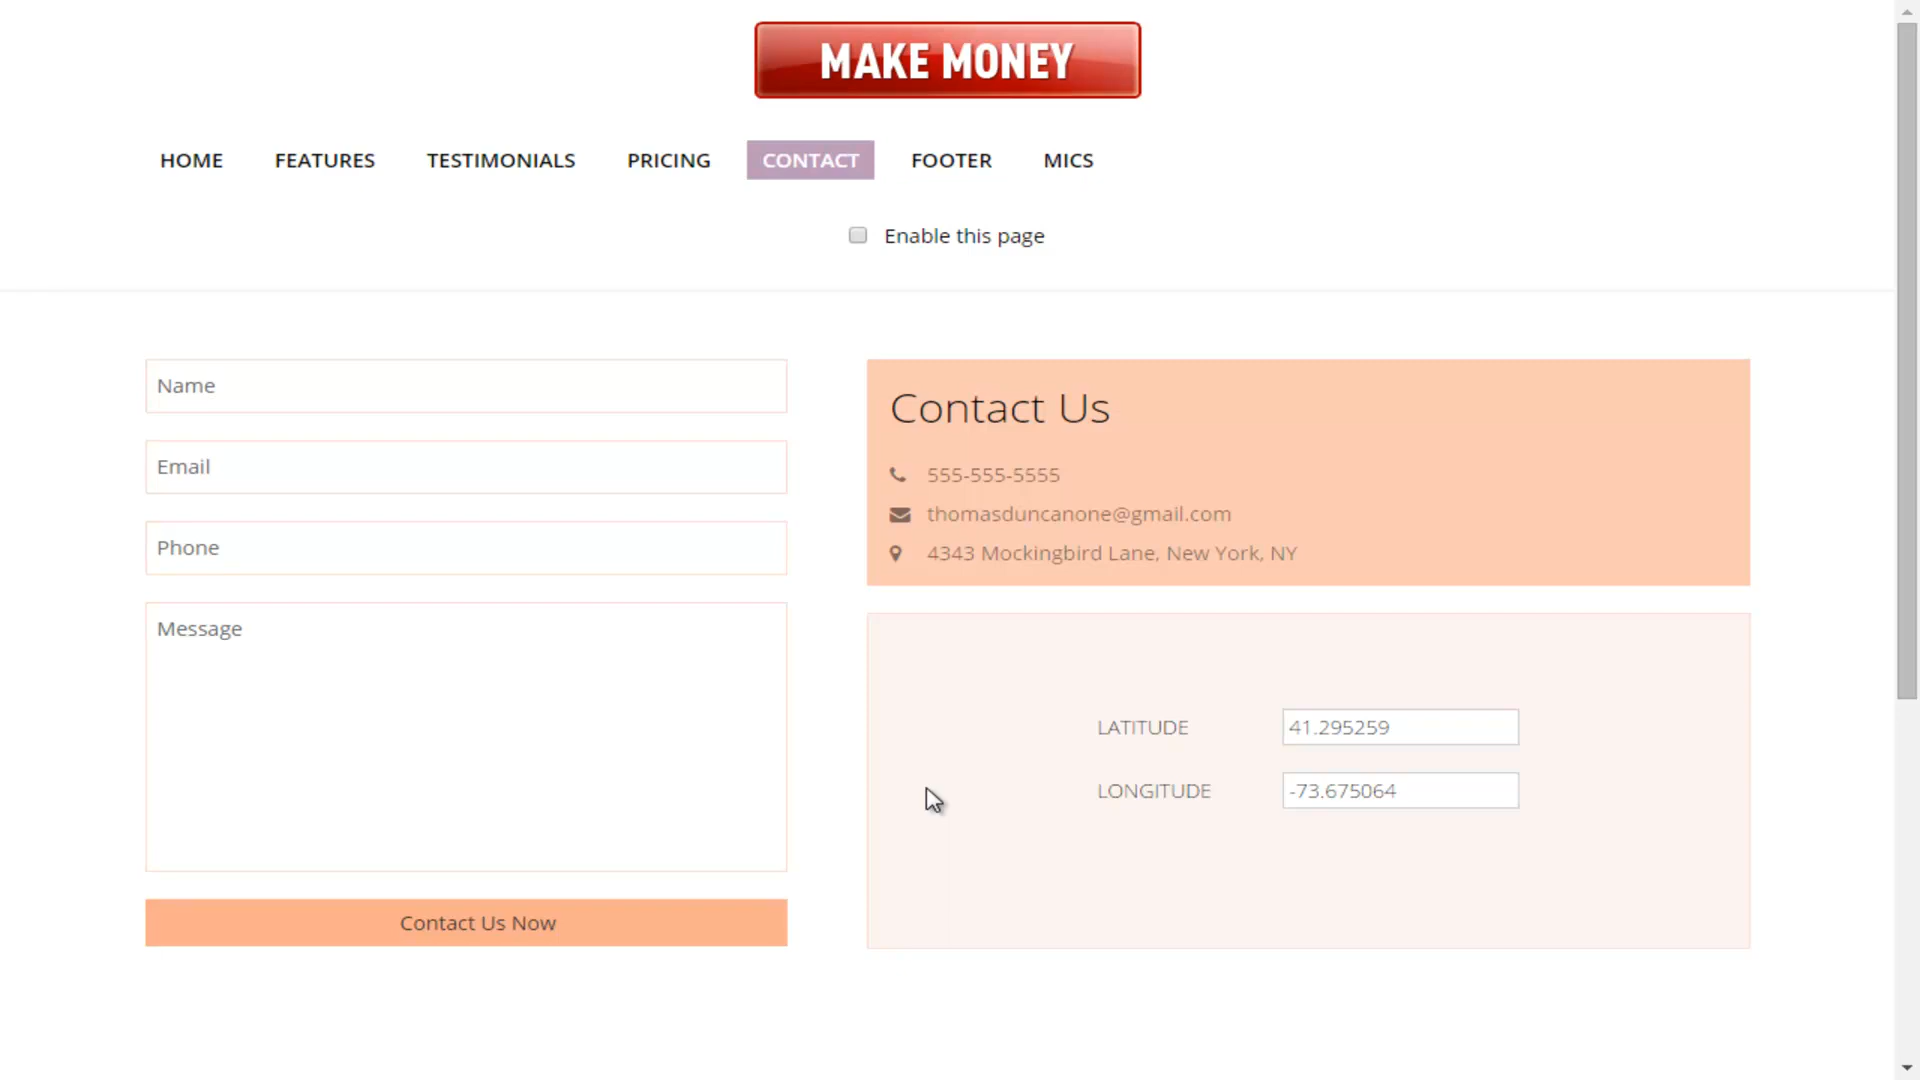 MAKE MONEY
HOME FEATURES TESTIMONIALS PRICING CONTACT FOOTER MICS
Enable this page
Name
Email
Phone
Message
Contact Us Now
Contact Us
555-555-5555
thomasduncanone@gmail.com
4343 Mockingbird Lane, New York, NY
LATITUDE 41.295259
LONGITUDE -73.675064